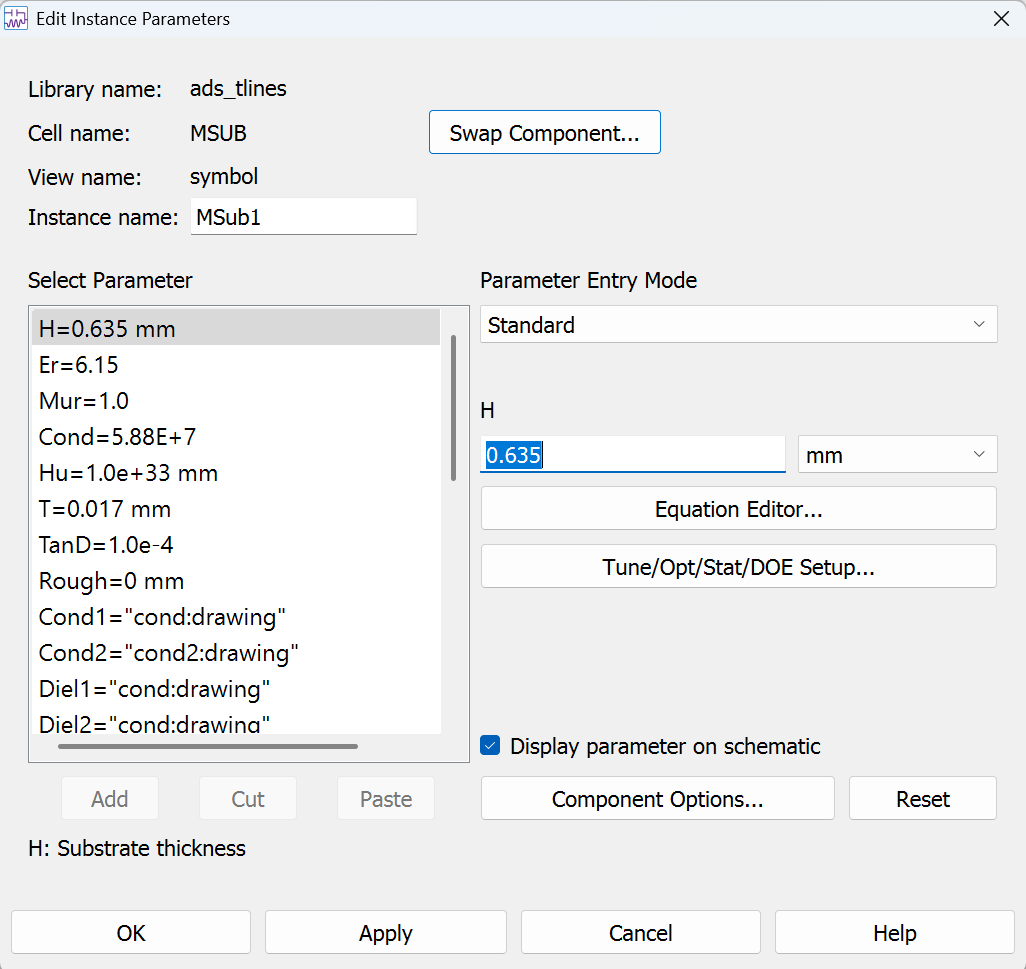 Edit Instance Parameters
Library name: ads_tlines
Cell name: MSUB
Swap Component...
View name: symbol
Instance name: MSub1
Select Parameter
H=0.635 mm
Er=6.15
Mur=1.0
Cond=5.88E+7
Hu=1.0e+33 mm
T=0.017 mm
TanD=1.0e-4
Rough=0 mm
Cond1="cond:drawing"
Cond2="cond2:drawing"
Diel1="cond:drawing"
Diel2="cond:drawing"
Add Cut Paste
Parameter Entry Mode
Standard
H
0.635 mm
Equation Editor...
Tune/Opt/Stat/DOE Setup...
Display parameter on schematic
Component Options... Reset
H: Substrate thickness
OK Apply Cancel Help